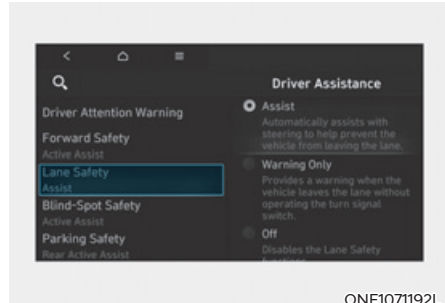 Driver Assistance
Driver Attention Warning
Forward Safety
Active Assist
Lane Safety
Assist
Blind-Spot Safety
Active Assist
Parking Safety
Rear Active Assist
Assist
Automatically assists with
steering to help prevent the
vehicle from leaving the lane.
Warning Only
Provides a warning when the
vehicle leaves the lane without
operating the turn signal
switch.
Off
Disables the Lane Safety
functions.
ONE1071192L